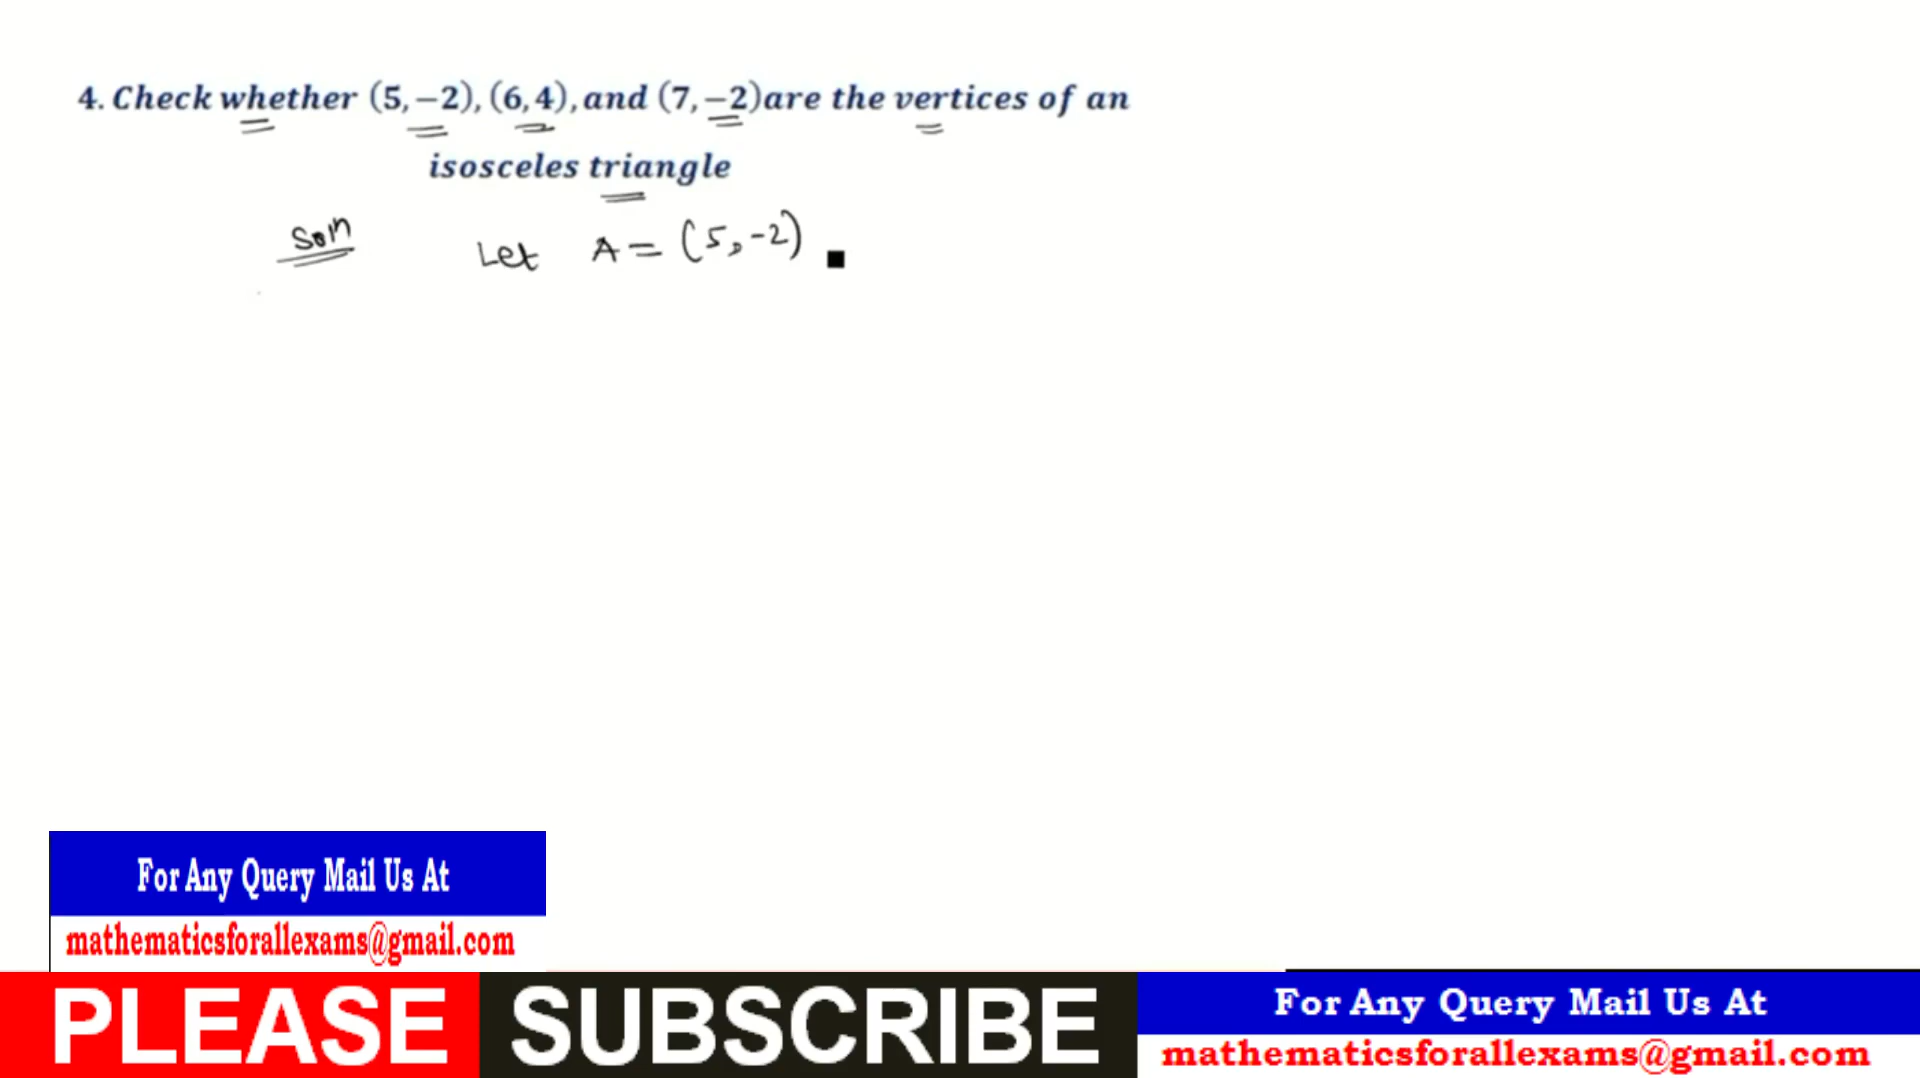 4. Check whether (5, −2), (6, 4), and (7, −2)are the vertices of an
isosceles triangle
Soln Let A = (5, -2)
For Any Query Mail Us At
mathematicsforallexams@gmail.com
PLEASE SUBSCRIBE
For Any Query Mail Us At
mathematicsforallexams@gmail.com